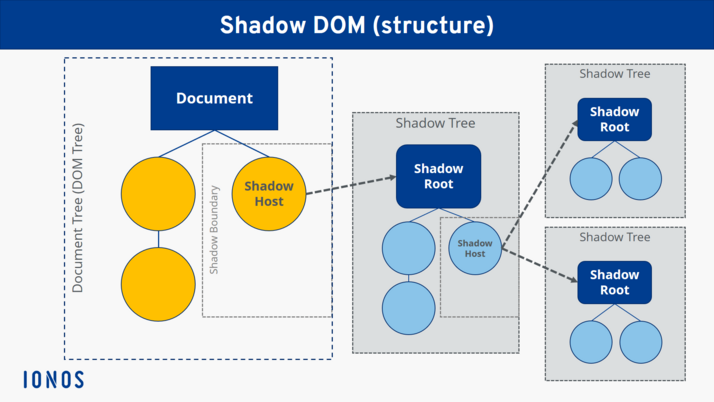 Shadow DOM (structure)
Document Tree (DOM Tree)
Document
Shadow
Host
Shadow Boundary
Shadow Tree
Shadow
Root
Shadow
Host
Shadow Tree
Shadow
Root
Shadow Tree
Shadow
Root
IONOS